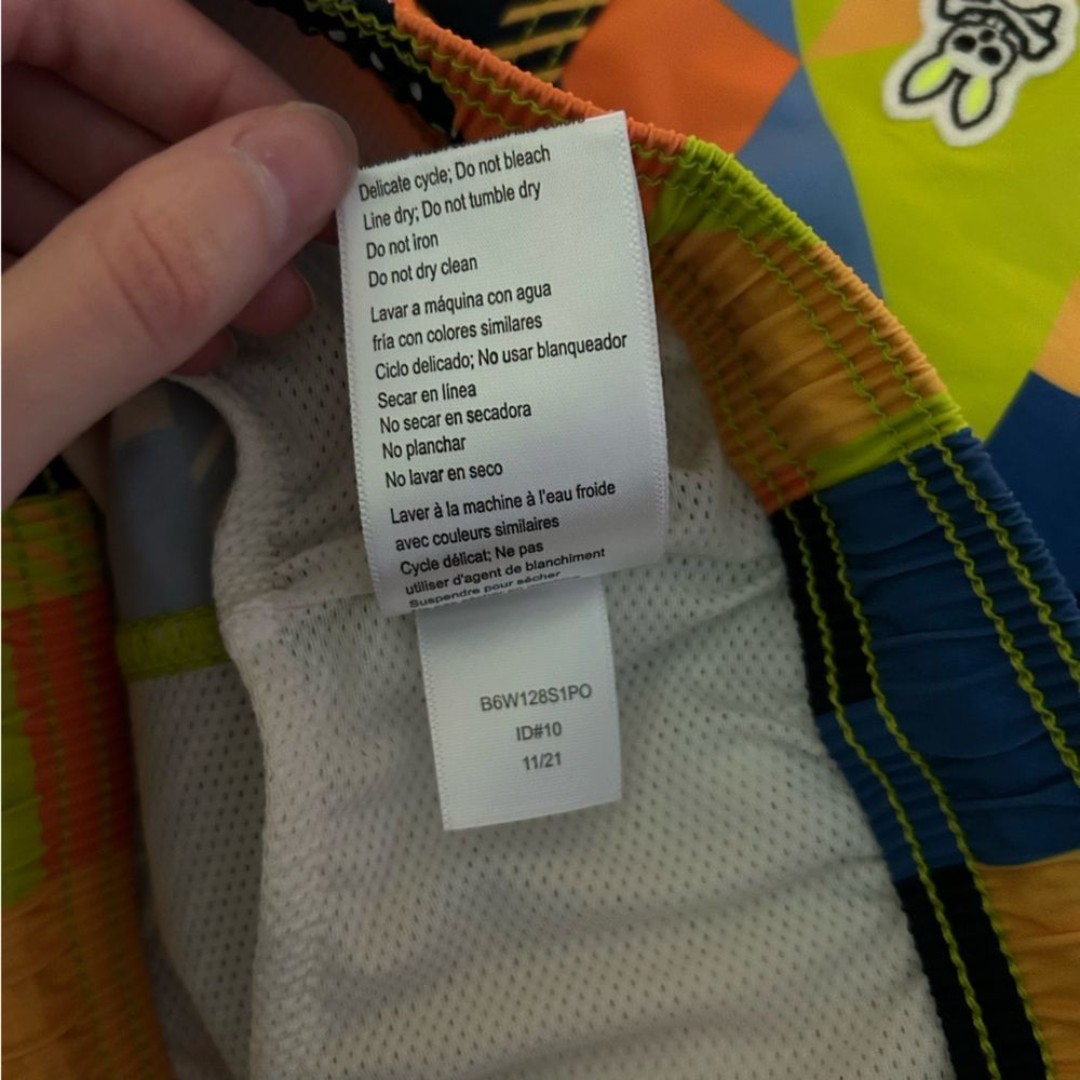 Delicate cycle; Do not bleach
Line dry; Do not tumble dry
Do not iron
Do not dry clean
Lavar a máquina con agua
fría con colores similares
Ciclo delicado; No usar blanqueador
Secar en línea
No secar en secadora
No planchar
No lavar en seco
Laver à la machine à l'eau froide
avec couleurs similaires
Cycle délicat; Ne pas
utiliser d'agent de blanchiment
Suspendre pour sécher
B6W128S1PO
ID#10
11/21